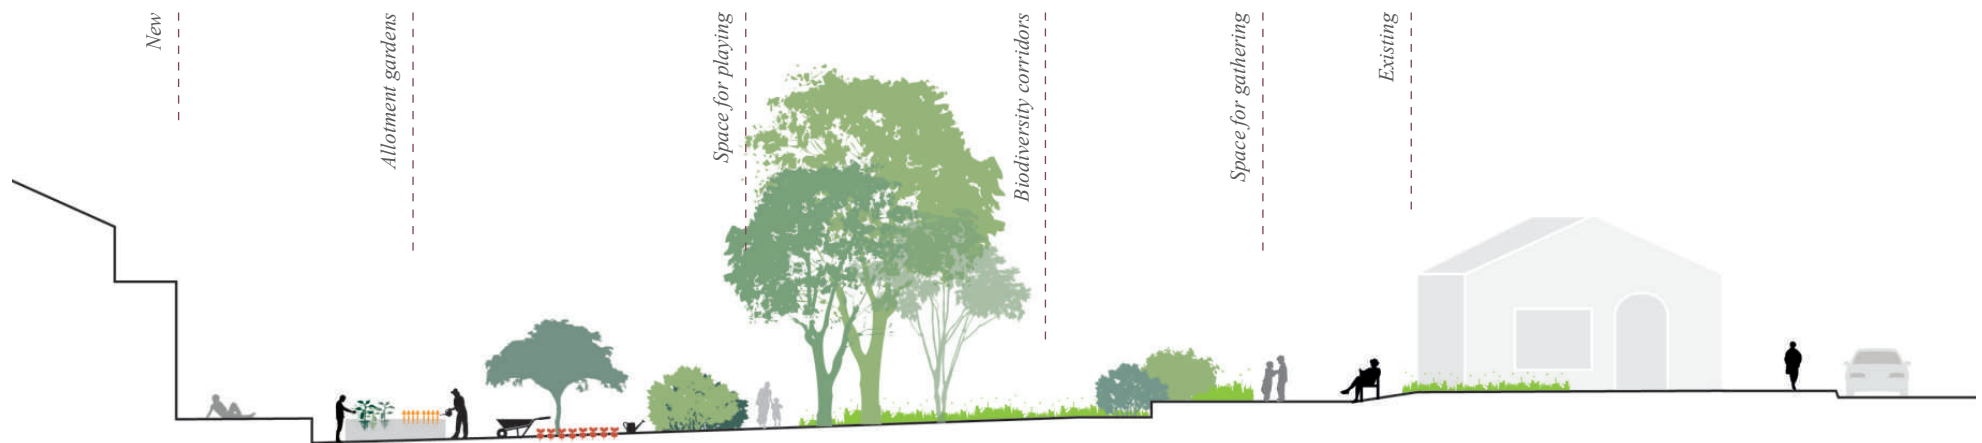 New
Allotment gardens
Space for playing
Biodiversity corridors
Space for gathering
Existing